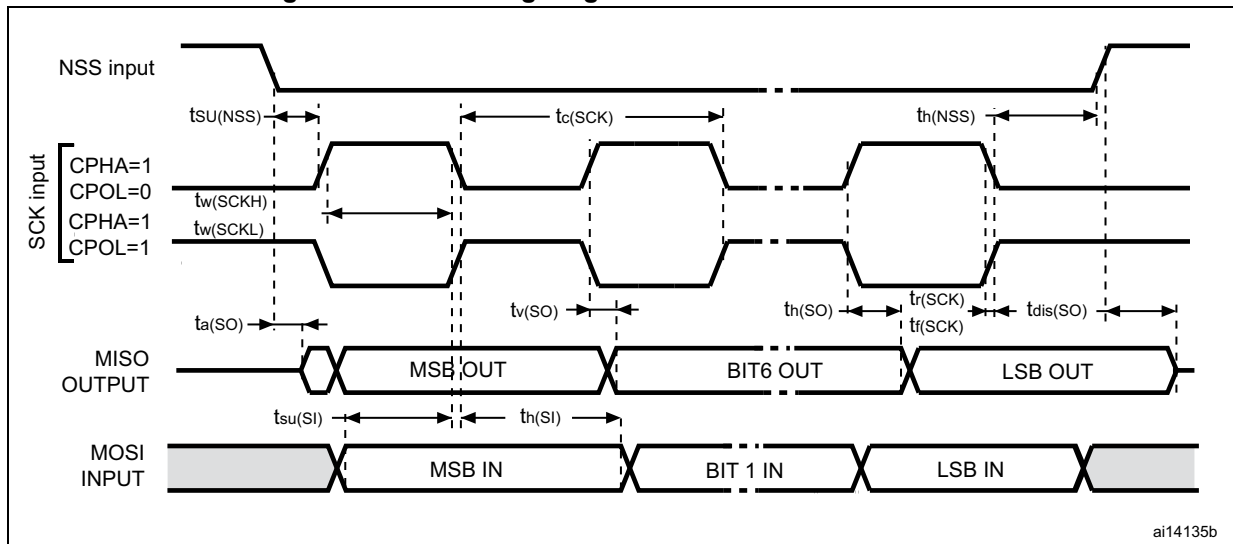 NSS input
tSU(NSS)
tc(SCK)
th(NSS)
SCK input
CPHA=1
CPOL=0
tw(SCKH)
CPHA=1
tw(SCKL)
CPOL=1
ta(SO)
tv(SO)
th(SO)
tr(SCK)
tf(SCK)
tdis(SO)
MISO
OUTPUT
MSB OUT
BIT6 OUT
LSB OUT
tsu(SI)
th(SI)
MOSI
INPUT
MSB IN
BIT 1 IN
LSB IN
ai14135b